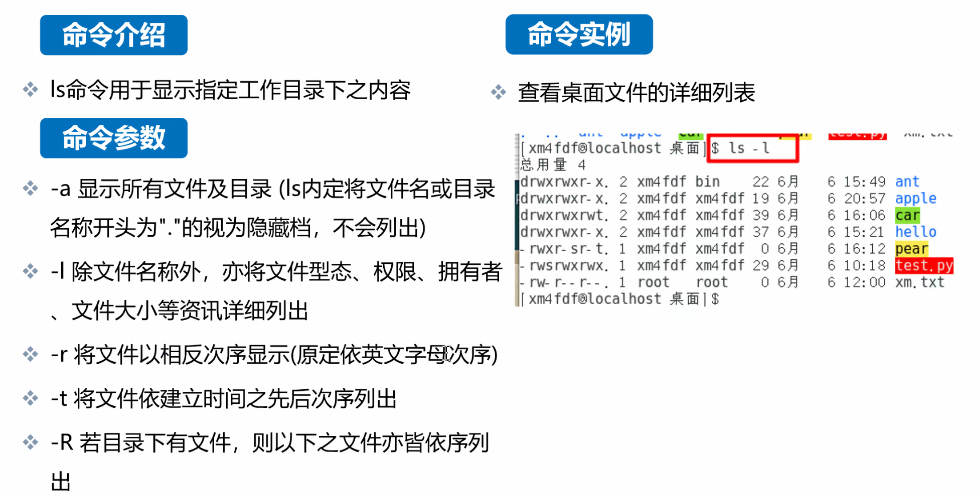 命令介绍
ls命令用于显示指定工作目录下之内容
命令参数
-a 显示所有文件及目录 (ls内定将文件名或目录
名称开头为"."的视为隐藏档，不会列出)
-l 除文件名称外，亦将文件型态、权限、拥有者
、文件大小等资讯详细列出
-r 将文件以相反次序显示(原定依英文字母次序)
-t 将文件依建立时间之先后次序列出
-R 若目录下有文件，则以下之文件亦皆依序列
出
命令实例
查看桌面文件的详细列表
ant apple car pear test.py xm.txt
[xm4fdf@localhost 桌面]$ ls -l
总用量 4
drwxrwxr-x. 2 xm4fdf bin 22 6月 6 15:49 ant
drwxrwxr-x. 2 xm4fdf xm4fdf 19 6月 6 20:57 apple
drwxrwxrwt. 2 xm4fdf xm4fdf 39 6月 6 16:06 car
drwxrwxr-x. 2 xm4fdf xm4fdf 37 6月 6 15:21 hello
-rwxr-sr-t. 1 xm4fdf xm4fdf 0 6月 6 16:12 pear
-rwsrwxrwx. 1 xm4fdf xm4fdf 29 6月 6 10:18 test.py
-rw-r--r--. 1 root root 0 6月 6 12:00 xm.txt
[xm4fdf@localhost 桌面]$